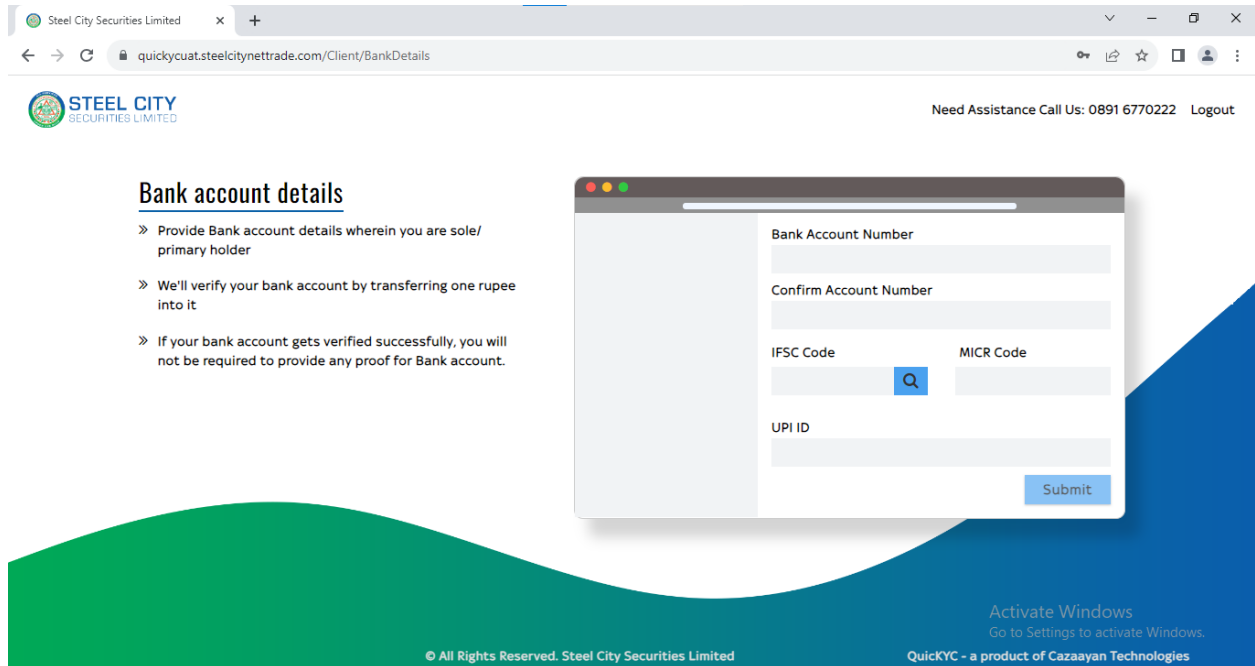 Steel City Securities Limited
quickycuat.steelcitynettrade.com/Client/BankDetails
STEEL CITY
SECURITIES LIMITED
Need Assistance Call Us: 0891 6770222 Logout
Bank account details
» Provide Bank account details wherein you are sole/
primary holder
» We'll verify your bank account by transferring one rupee
into it
» If your bank account gets verified successfully, you will
not be required to provide any proof for Bank account.
Bank Account Number
Confirm Account Number
IFSC Code MICR Code
UPI ID
Submit
Activate Windows
Go to Settings to activate Windows.
© All Rights Reserved. Steel City Securities Limited
QuicKYC - a product of Cazaayan Technologies